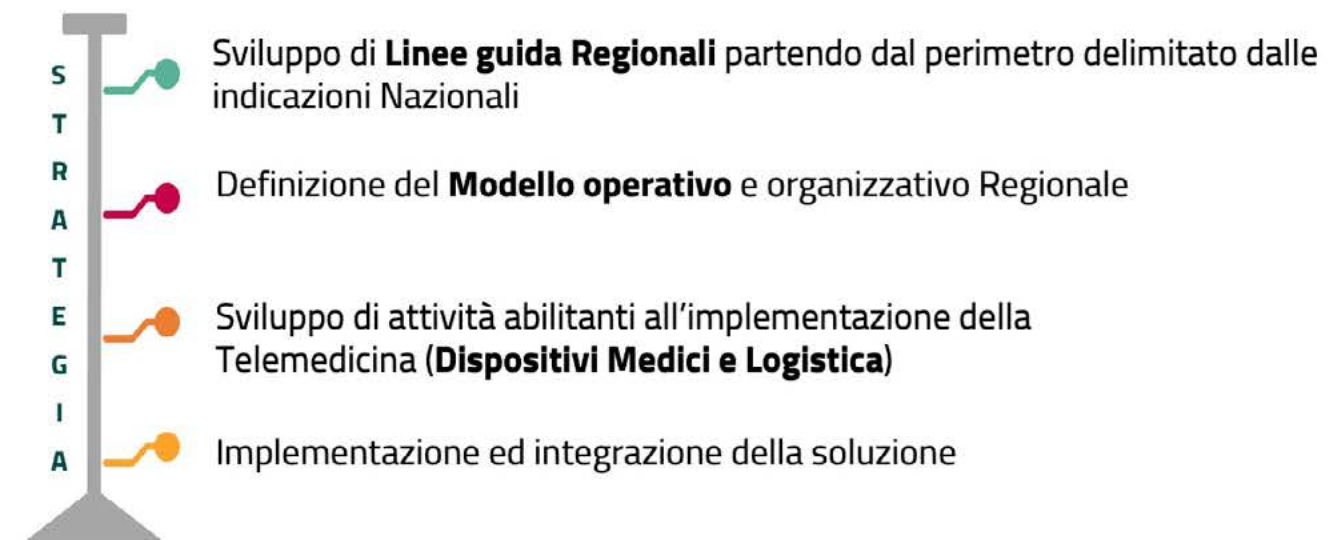 STRATEGIA
Sviluppo di Linee guida Regionali partendo dal perimetro delimitato dalle
indicazioni Nazionali
Definizione del Modello operativo e organizzativo Regionale
Sviluppo di attività abilitanti all'implementazione della
Telemedicina (Dispositivi Medici e Logistica)
Implementazione ed integrazione della soluzione